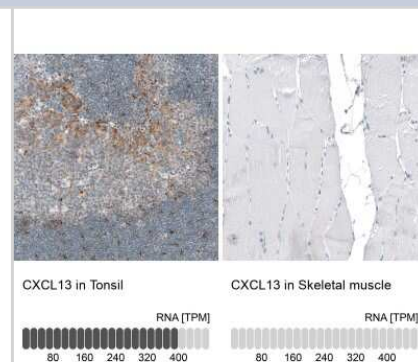 CXCL13 in Tonsil
CXCL13 in Skeletal muscle
RNA [TPM]
RNA [TPM]
80 160 240 320 400
80 160 240 320 400